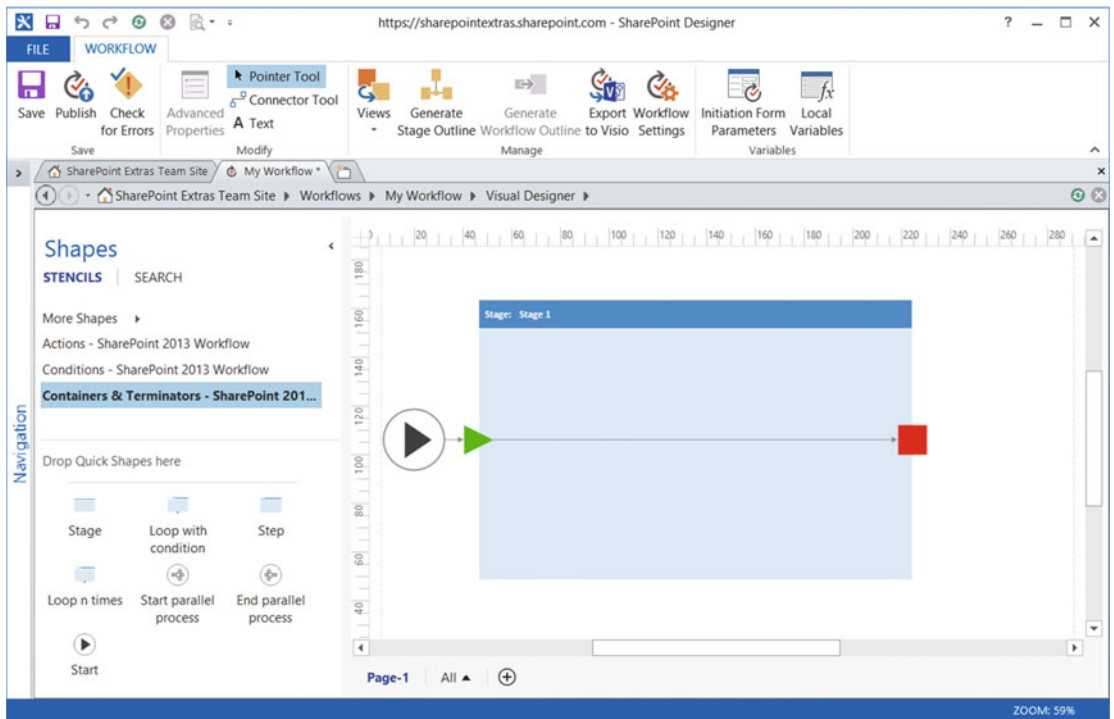 https://sharepointextras.sharepoint.com - SharePoint Designer
?
FILE WORKFLOW
Save
Publish
Check for Errors
Save
Advanced Properties
Pointer Tool
Connector Tool
A Text
Modify
Views
Generate Stage Outline
Generate Workflow Outline
Export to Visio
Workflow Settings
Manage
Initiation Form Parameters
Local Variables
Variables
SharePoint Extras Team Site
My Workflow *
SharePoint Extras Team Site Workflows My Workflow Visual Designer
Navigation
Shapes
STENCILS SEARCH
More Shapes
Actions - SharePoint 2013 Workflow
Conditions - SharePoint 2013 Workflow
Containers & Terminators - SharePoint 201...
Drop Quick Shapes here
Stage
Loop with condition
Step
Loop n times
Start parallel process
End parallel process
Start
20 40 60 80 100 120 140 160 180 200 220 240 260 280
180
160
140
120
100
80
60
40
Stage: Stage 1
Page-1 All
ZOOM: 59%